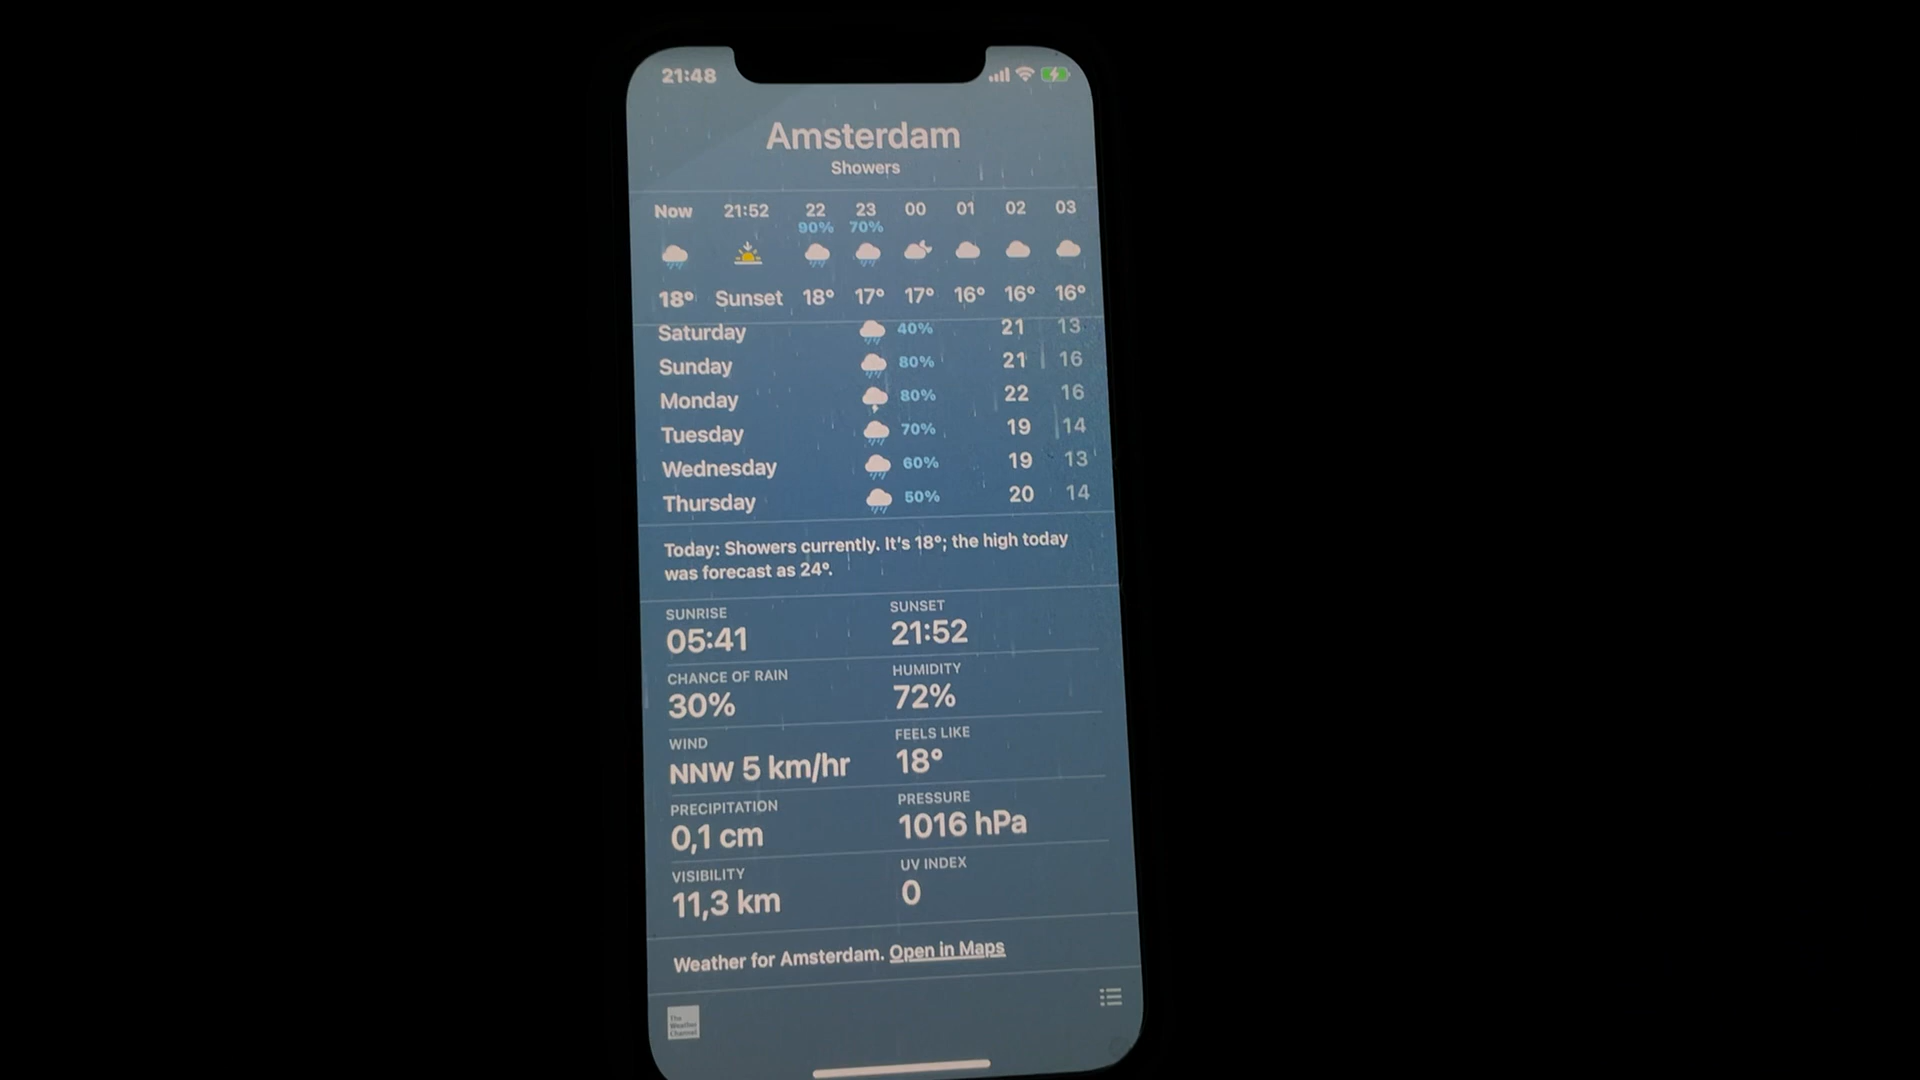 21:48
Amsterdam
Showers
Now 21:52 22 23 00 01 02 03
90% 70%
18° Sunset 18° 17° 17° 16° 16° 16°
Saturday 40% 21 13
Sunday 80% 21 16
Monday 80% 22 16
Tuesday 70% 19 14
Wednesday 60% 19 13
Thursday 50% 20 14
Today: Showers currently. It's 18°; the high today
was forecast as 24°.
SUNRISE SUNSET
05:41 21:52
CHANCE OF RAIN HUMIDITY
30% 72%
WIND FEELS LIKE
NNW 5 km/hr 18°
PRECIPITATION PRESSURE
0,1 cm 1016 hPa
VISIBILITY UV INDEX
11,3 km 0
Weather for Amsterdam. Open in Maps
The
Weather
Channel